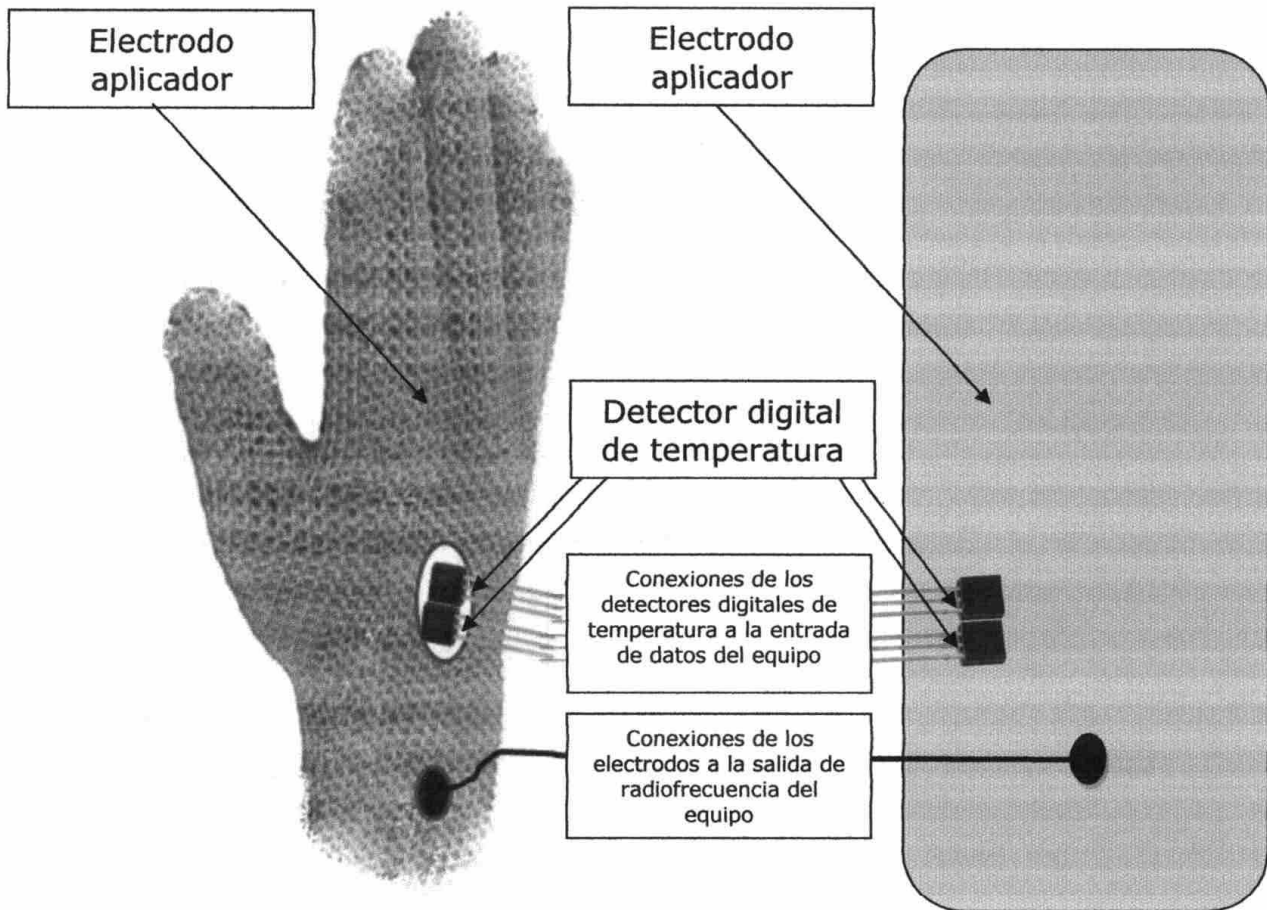 Electrodo
aplicador
Electrodo
aplicador
Detector digital
de temperatura
Conexiones de los
detectores digitales de
temperatura a la entrada
de datos del equipo
Conexiones de los
electrodos a la salida de
radiofrecuencia del
equipo